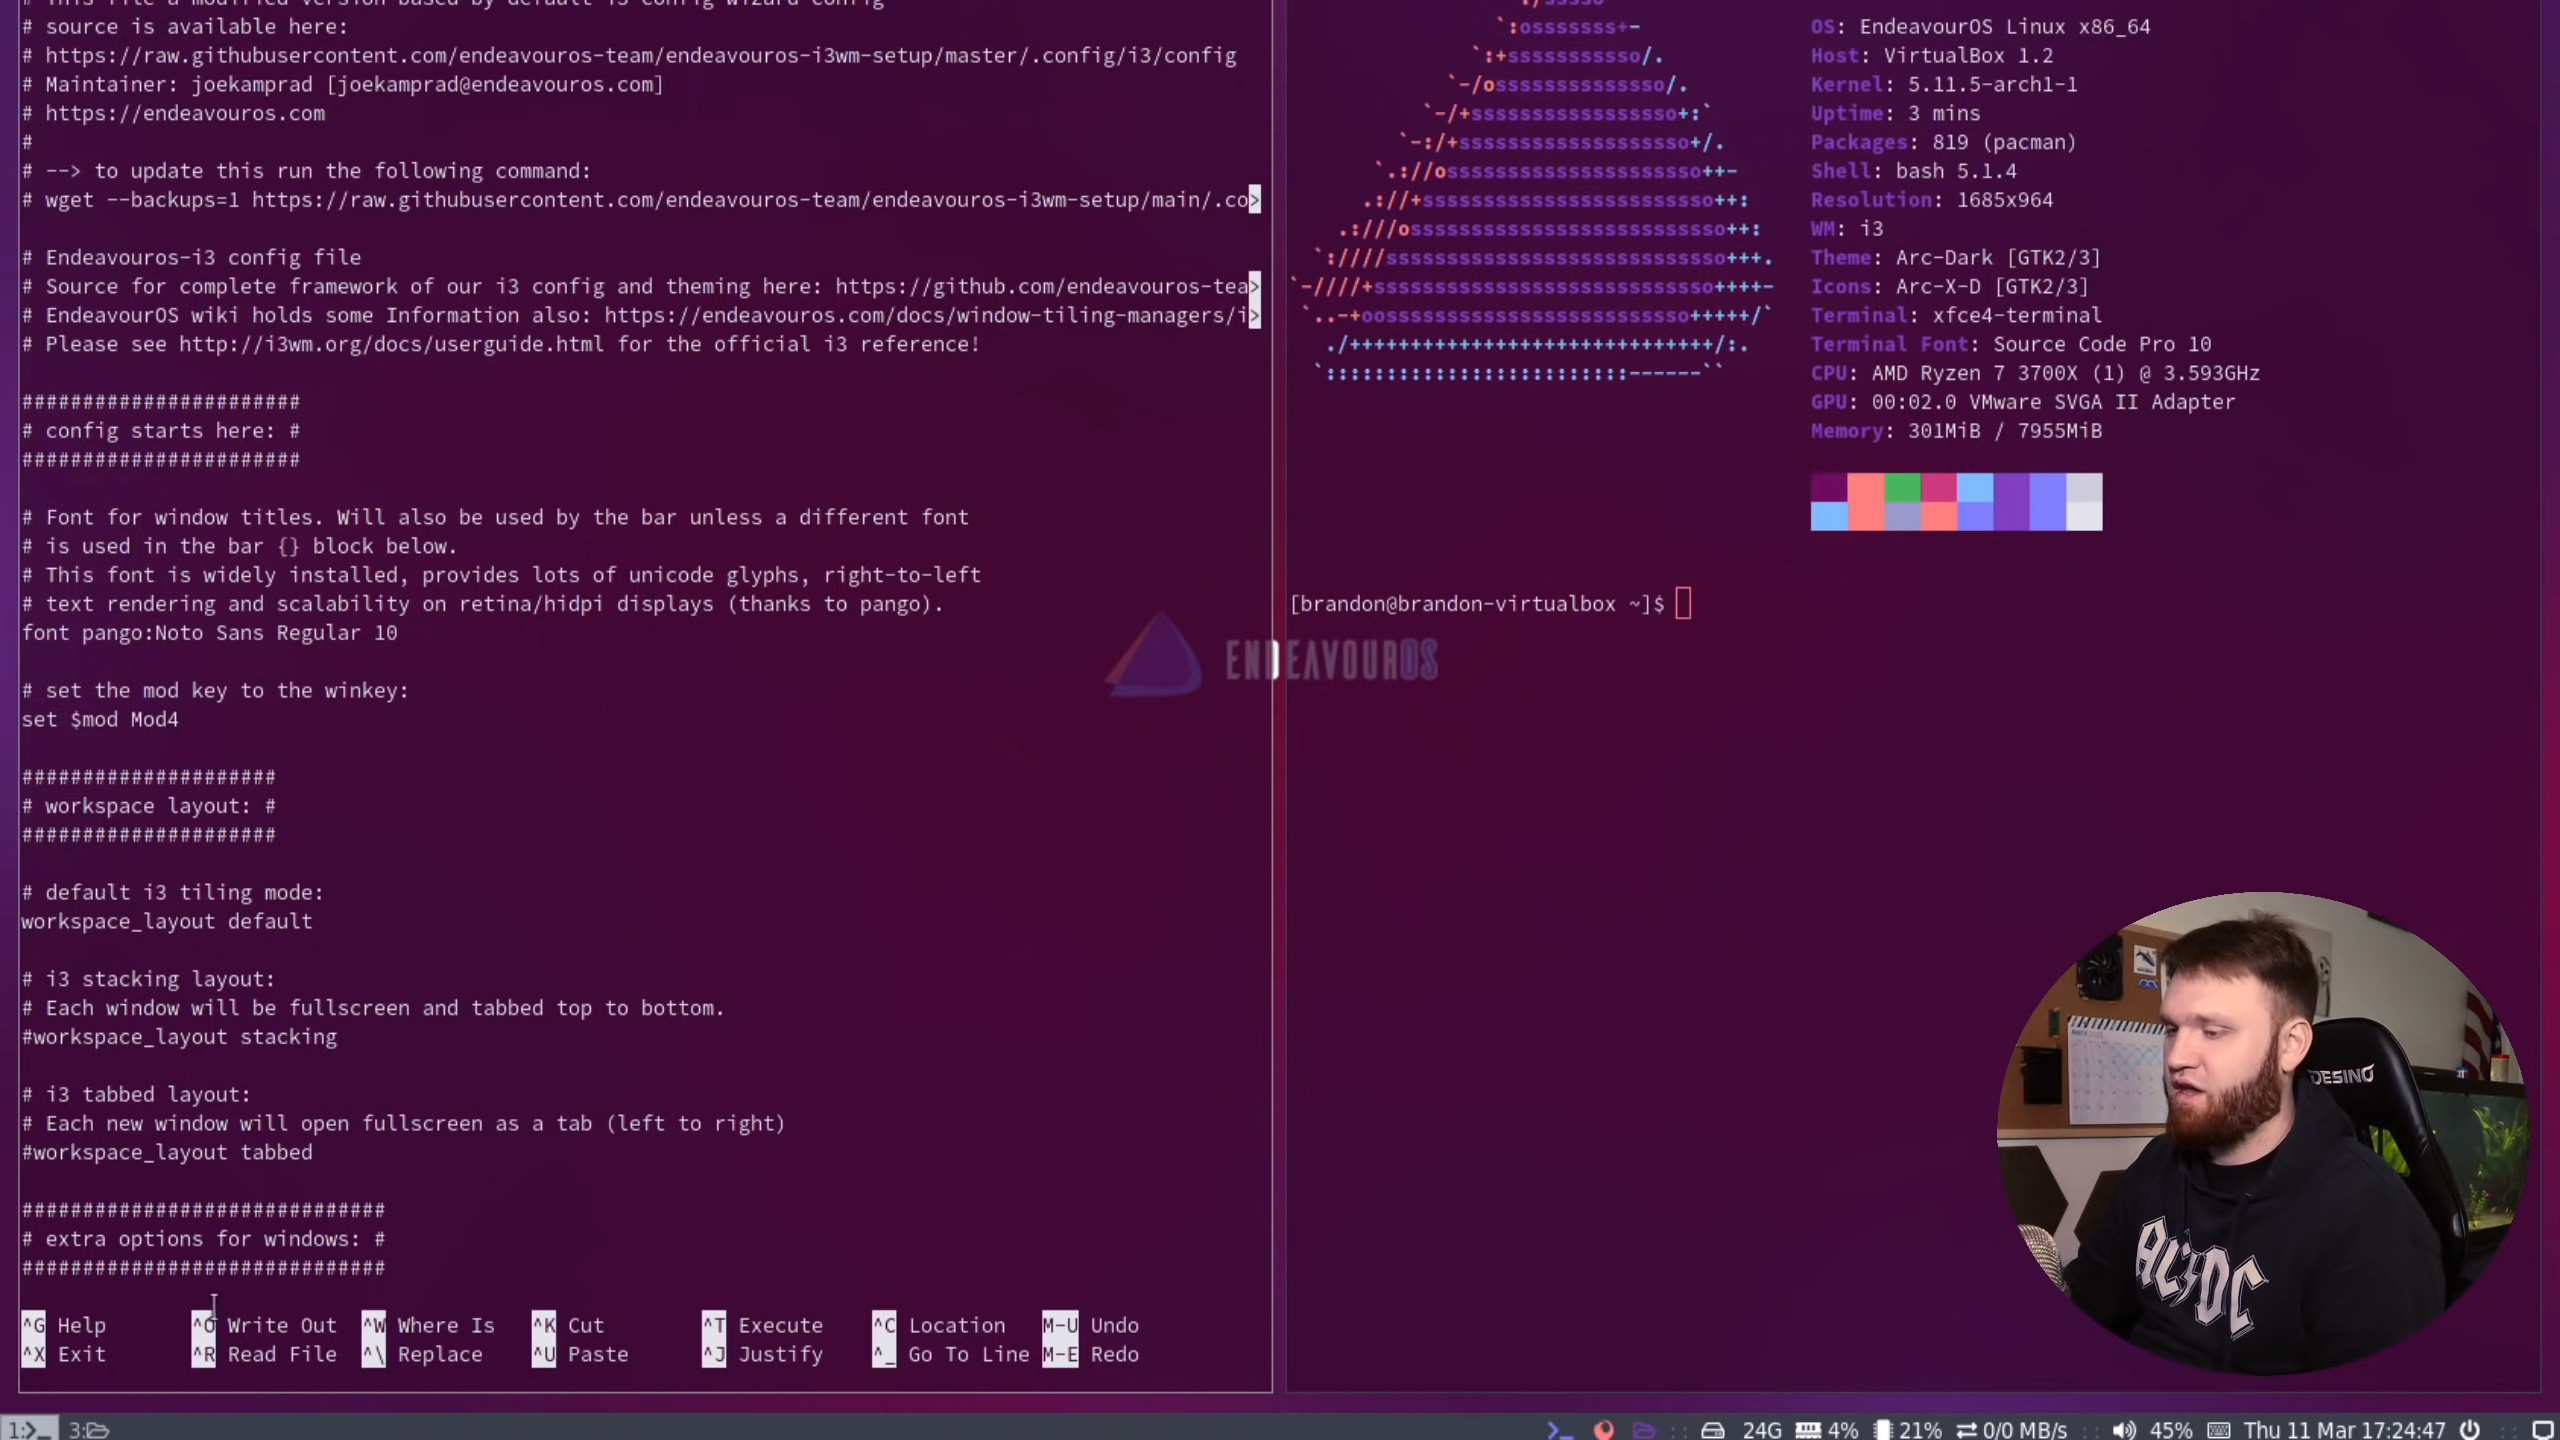 # This file a modified version based by default i3-config-wizard config
# source is available here:
# https://raw.githubusercontent.com/endeavouros-team/endeavouros-i3wm-setup/master/.config/i3/config
# Maintainer: joekamprad [joekamprad@endeavouros.com]
# https://endeavouros.com
#
# --> to update this run the following command:
# wget --backups=1 https://raw.githubusercontent.com/endeavouros-team/endeavouros-i3wm-setup/main/.co>
# Endeavouros-i3 config file
# Source for complete framework of our i3 config and theming here: https://github.com/endeavouros-tea>
# EndeavourOS wiki holds some Information also: https://endeavouros.com/docs/window-tiling-managers/i>
# Please see http://i3wm.org/docs/userguide.html for the official i3 reference!
#######################
# config starts here: #
#######################
# Font for window titles. Will also be used by the bar unless a different font
# is used in the bar {} block below.
# This font is widely installed, provides lots of unicode glyphs, right-to-left
# text rendering and scalability on retina/hidpi displays (thanks to pango).
font pango:Noto Sans Regular 10
# set the mod key to the winkey:
set $mod Mod4
#####################
# workspace layout: #
#####################
# default i3 tiling mode:
workspace_layout default
# i3 stacking layout:
# Each window will be fullscreen and tabbed top to bottom.
#workspace_layout stacking
# i3 tabbed layout:
# Each new window will open fullscreen as a tab (left to right)
#workspace_layout tabbed
##############################
# extra options for windows: #
##############################
^G Help ^O Write Out ^W Where Is ^K Cut ^T Execute ^C Location M-U Undo
^X Exit ^R Read File ^\ Replace ^U Paste ^J Justify ^_ Go To Line M-E Redo
OS: EndeavourOS Linux x86_64
Host: VirtualBox 1.2
Kernel: 5.11.5-arch1-1
Uptime: 3 mins
Packages: 819 (pacman)
Shell: bash 5.1.4
Resolution: 1685x964
WM: i3
Theme: Arc-Dark [GTK2/3]
Icons: Arc-X-D [GTK2/3]
Terminal: xfce4-terminal
Terminal Font: Source Code Pro 10
CPU: AMD Ryzen 7 3700X (1) @ 3.593GHz
GPU: 00:02.0 VMware SVGA II Adapter
Memory: 301MiB / 7955MiB
[brandon@brandon-virtualbox ~]$
ENDEAVOUROS
DESINO
AC/DC
1: 3: 24G 4% 21% 0/0 MB/s 45% Thu 11 Mar 17:24:47